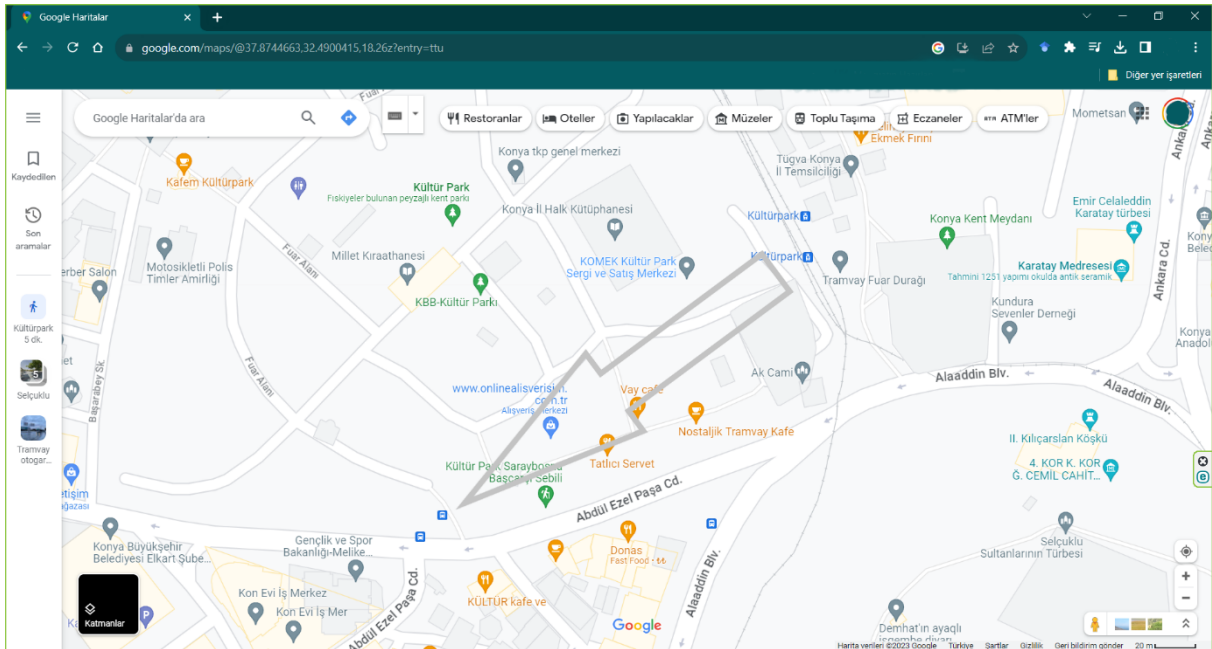 Google Haritalar
google.com/maps/@37.8744663,32.4900415,18.26z?entry=ttu
Diğer yer işaretleri
Google Haritalar'da ara
Restoranlar
Oteller
Yapılacaklar
Müzeler
Toplu Taşıma
Eczaneler
ATM'ler
Kaydedilen
Son
aramalar
Kültürpark
5 dk.
5
Selçuklu
Tramvay
otogar...
Mometsan
Ankara Cd.
Ekmek Fırını
Konya tkp genel merkezi
Tügva Konya
İl Temsilciliği
Kafem Kültürpark
Kültür Park
Fıskiyeler bulunan peyzajlı kent parkı
Konya İl Halk Kütüphanesi
Kültürpark
Konya Kent Meydanı
Emir Celaleddin
Karatay türbesi
Fuar Alanı
Millet Kıraathanesi
KOMEK Kültür Park
Sergi ve Satış Merkezi
Kültürpark
Tramvay Fuar Durağı
Karatay Medresesi
Tahmini 1251 yapımı okulda antik seramik...
Ankara Cd.
Motosikletli Polis
Timler Amirliği
KBB-Kültür Parkı
Kundura
Sevenler Derneği
Fuar Alanı
Başarabey Sk.
Ak Cami
Alaaddin Blv.
Alaaddin Blv.
www.onlinealisverisin.
com.tr
Alışveriş Merkezi
Vay cafe
Nostaljik Tramvay Kafe
II. Kılıçarslan Köşkü
Kültür Park Saraybosna
Başçarşı Sebili
Tatlıcı Servet
4. KOR K. KOR
G. CEMİL CAHİT...
Abdül Ezel Paşa Cd.
Konya Büyükşehir
Belediyesi Elkart Şube...
Gençlik ve Spor
Bakanlığı-Melike...
Donas
Fast Food • ₺₺
Selçuklu
Sultanlarının Türbesi
Kon Evi İş Merkez
Kon Evi İş Mer
KÜLTÜR kafe ve
Abdül Ezel Paşa Cd.
Alaaddin Blv.
Katmanlar
P
Google
Demhat'ın ayaqlı
işgembe diyarı
Harita verileri ©2023 Google
Türkiye
Şartlar
Gizlilik
Geri bildirim gönder
20 m